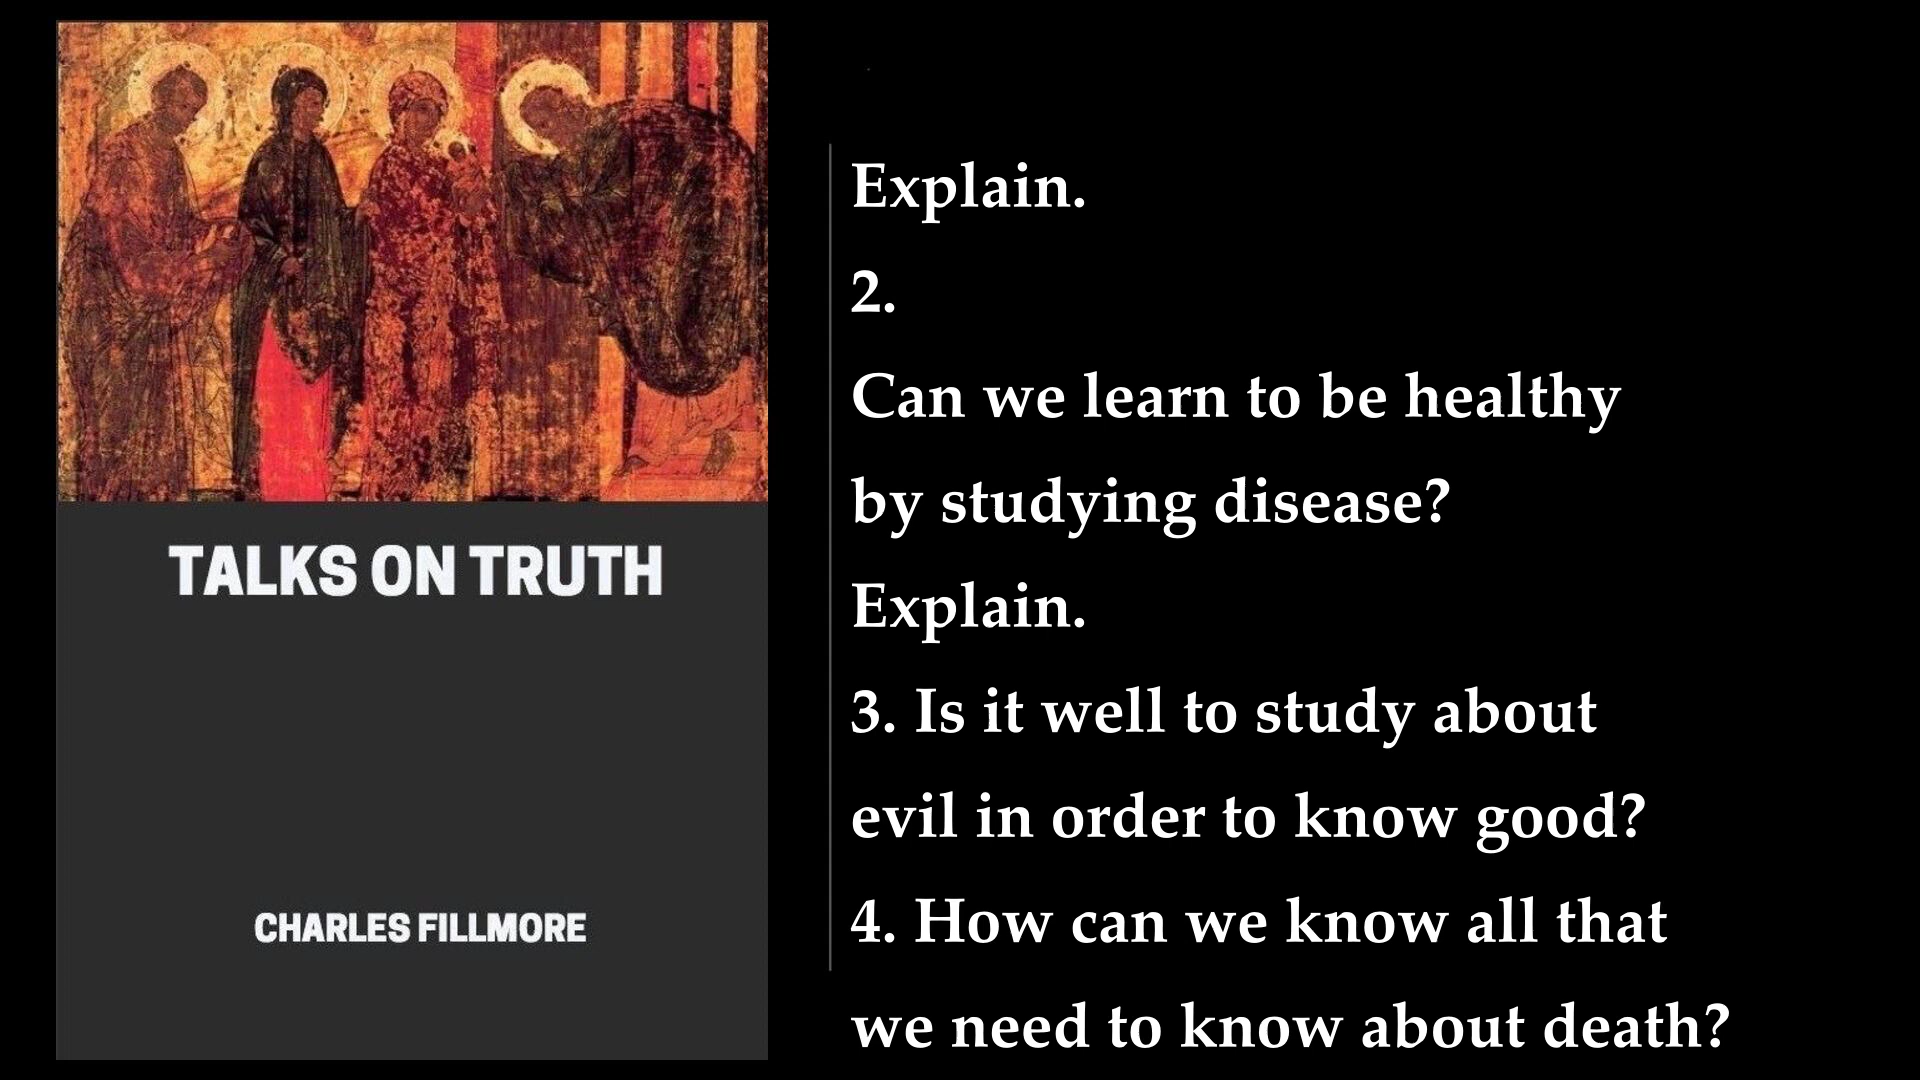 TALKS ON TRUTH
CHARLES FILLMORE
Explain.
2.
Can we learn to be healthy
by studying disease?
Explain.
3. Is it well to study about
evil in order to know good?
4. How can we know all that
we need to know about death?